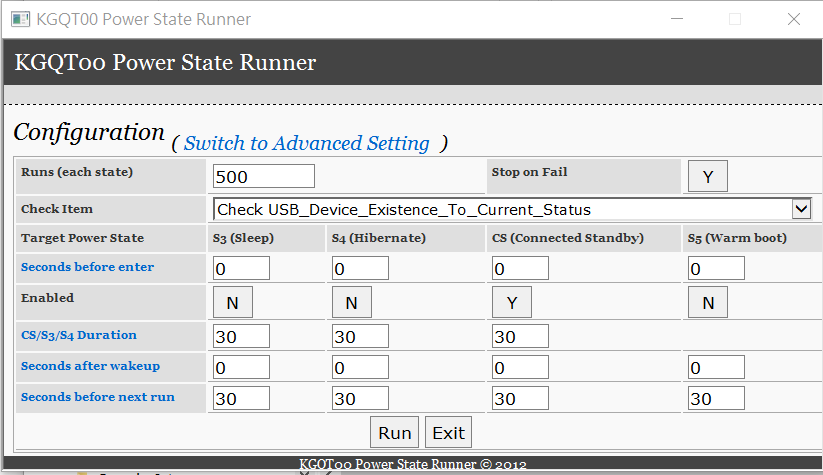 KGQT00 Power State Runner
KGQT00 Power State Runner
Configuration ( Switch to Advanced Setting )
Runs (each state) 500 Stop on Fail Y
Check Item Check USB_Device_Existence_To_Current_Status
Target Power State S3 (Sleep) S4 (Hibernate) CS (Connected Standby) S5 (Warm boot)
Seconds before enter 0 0 0 0
Enabled N N Y N
CS/S3/S4 Duration 30 30 30
Seconds after wakeup 0 0 0 0
Seconds before next run 30 30 30 30
Run Exit
KGQT00 Power State Runner © 2012